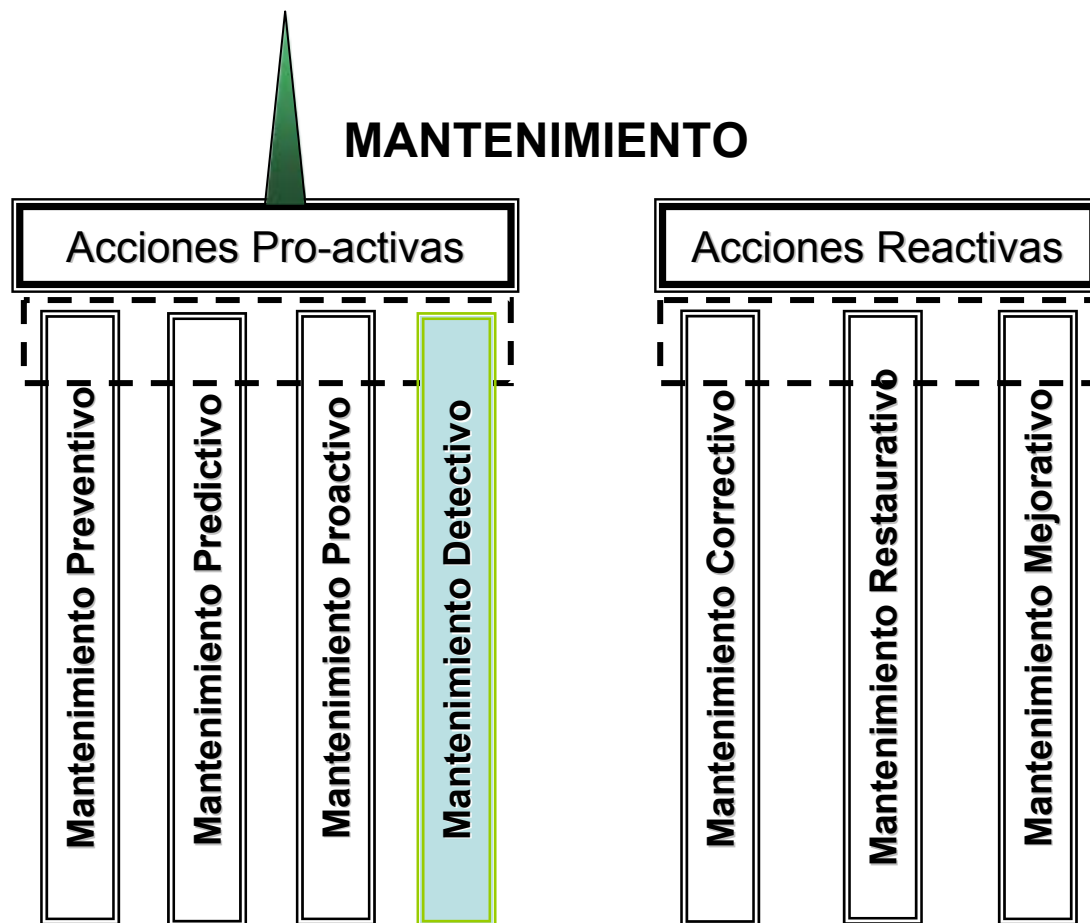 MANTENIMIENTO
Acciones Pro-activas
Acciones Reactivas
Mantenimiento Preventivo
Mantenimiento Predictivo
Mantenimiento Proactivo
Mantenimiento Detectivo
Mantenimiento Correctivo
Mantenimiento Restaurativo
Mantenimiento Mejorativo